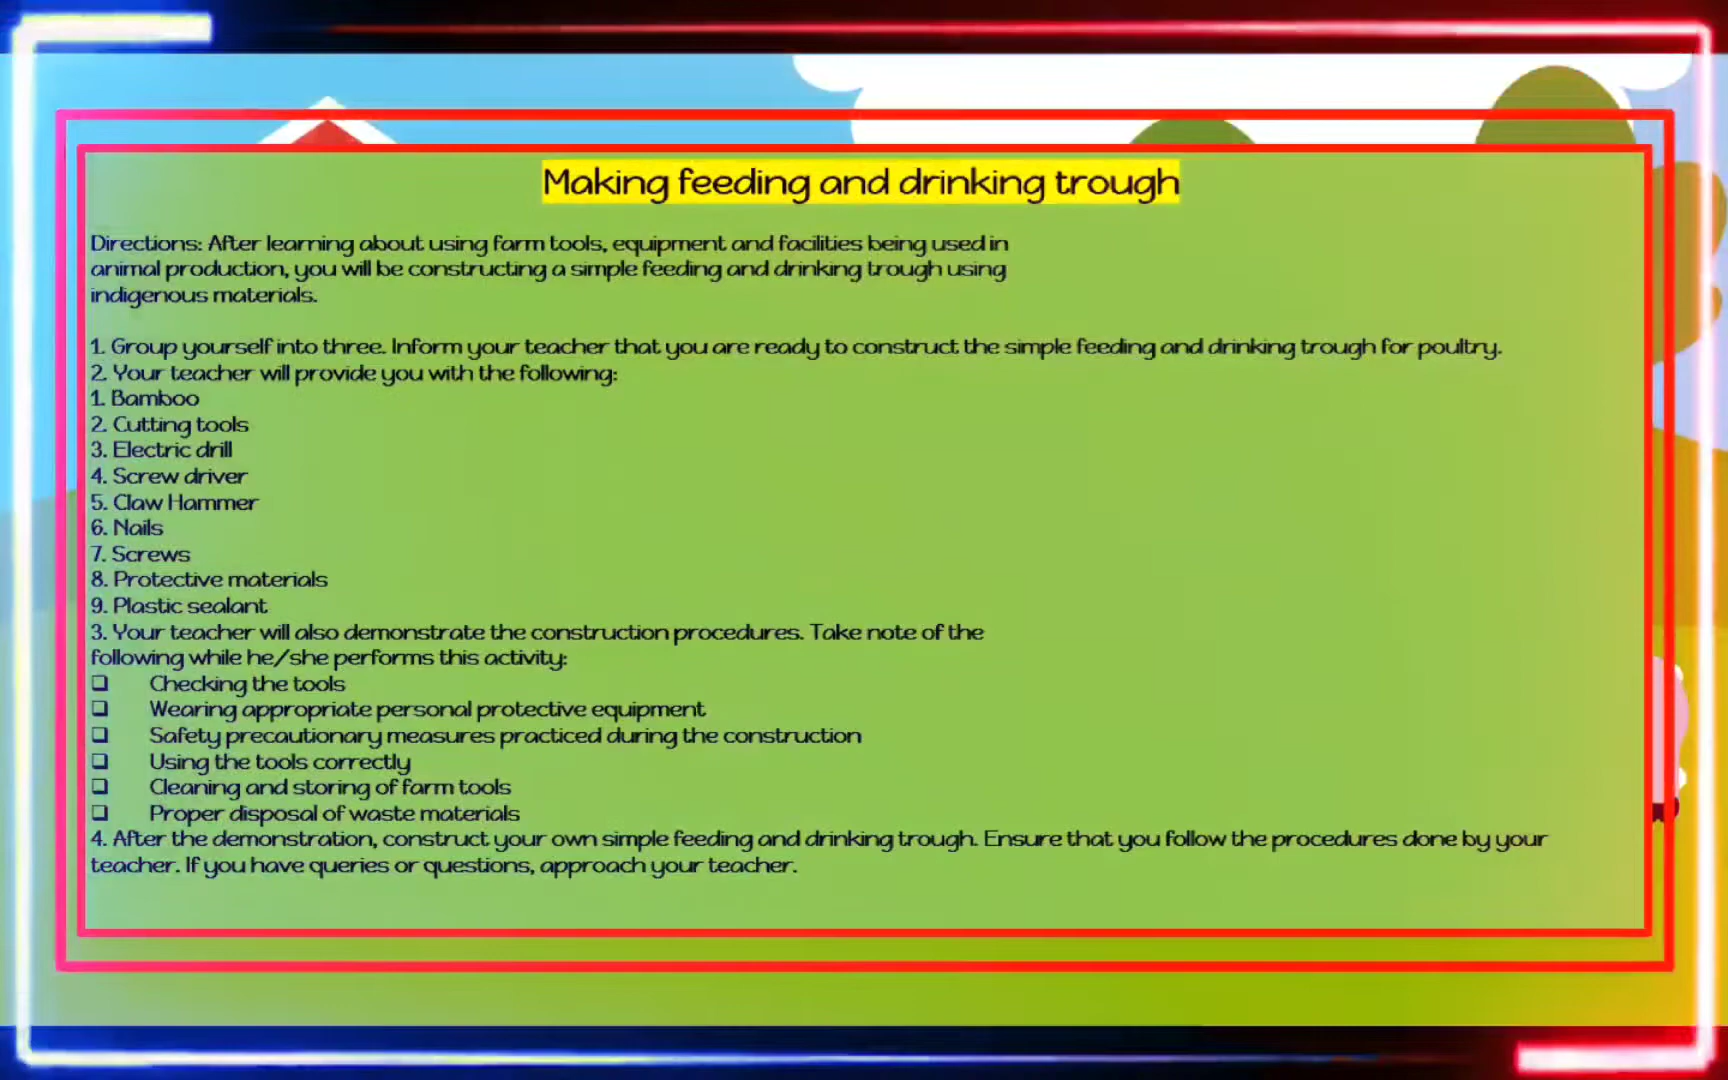 Making feeding and drinking trough
Directions: After learning about using farm tools, equipment and facilities being used in
animal production, you will be constructing a simple feeding and drinking trough using
indigenous materials.
1. Group yourself into three. Inform your teacher that you are ready to construct the simple feeding and drinking trough for poultry.
2. Your teacher will provide you with the following:
1. Bamboo
2. Cutting tools
3. Electric drill
4. Screw driver
5. Claw Hammer
6. Nails
7. Screws
8. Protective materials
9. Plastic sealant
3. Your teacher will also demonstrate the construction procedures. Take note of the
following while he/she performs this activity:
❑ Checking the tools
❑ Wearing appropriate personal protective equipment
❑ Safety precautionary measures practiced during the construction
❑ Using the tools correctly
❑ Cleaning and storing of farm tools
❑ Proper disposal of waste materials
4. After the demonstration, construct your own simple feeding and drinking trough. Ensure that you follow the procedures done by your
teacher. If you have queries or questions, approach your teacher.